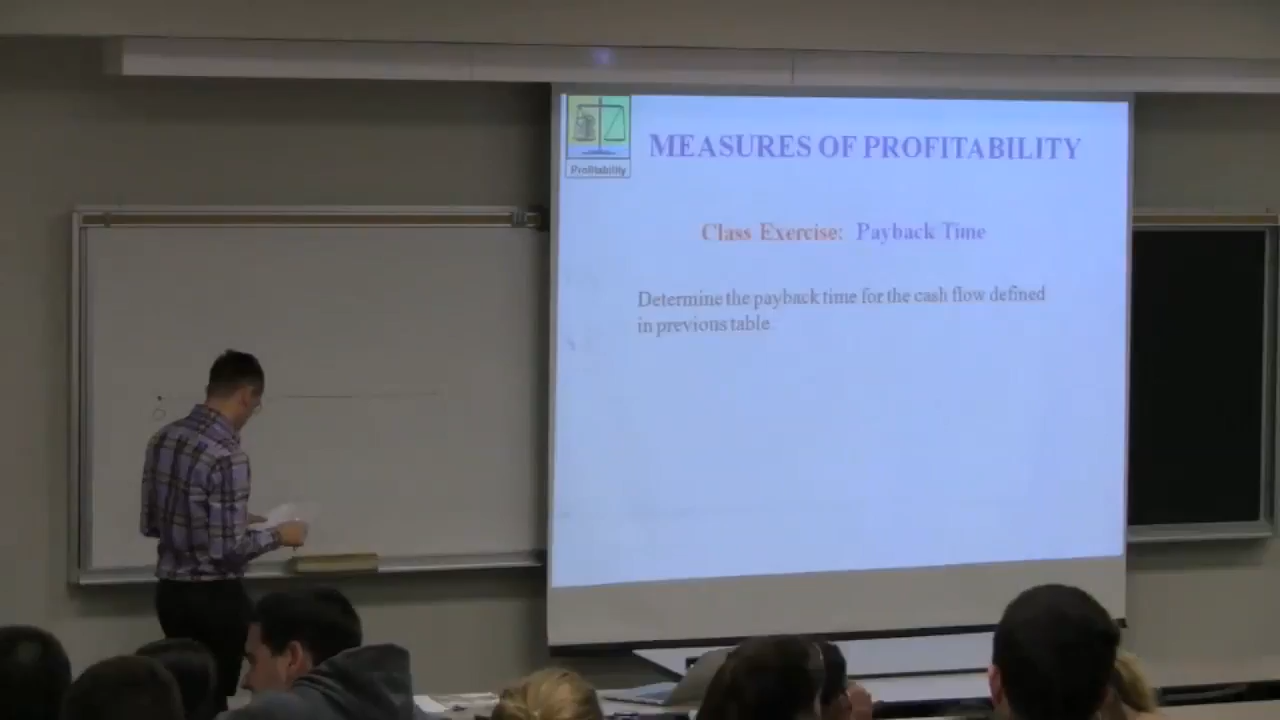 Profitability
MEASURES OF PROFITABILITY
Class Exercise: Payback Time
Determine the payback time for the cash flow defined
in previous table